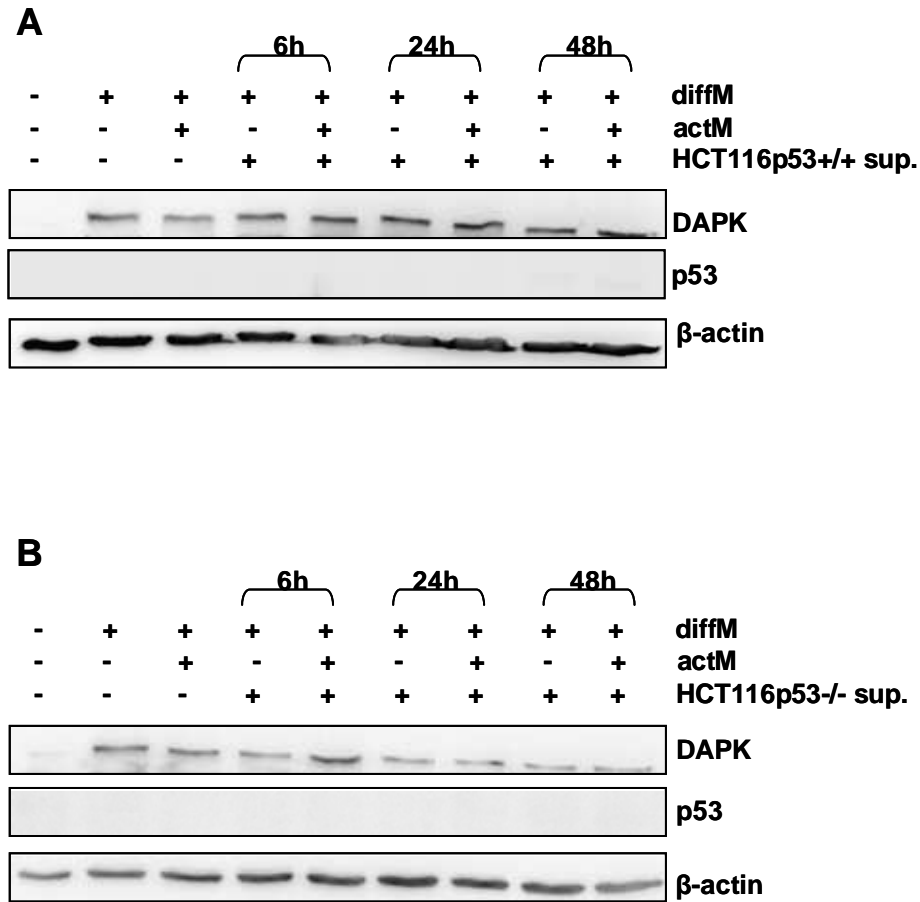 A
6h 24h 48h
- + + + + + + + + diffM
- - + - + - + - + actM
- - - + + + + + + HCT116p53+/+ sup.
DAPK
p53
β-actin
B
6h 24h 48h
- + + + + + + + + diffM
- - + - + - + - + actM
- - - + + + + + + HCT116p53-/- sup.
DAPK
p53
β-actin